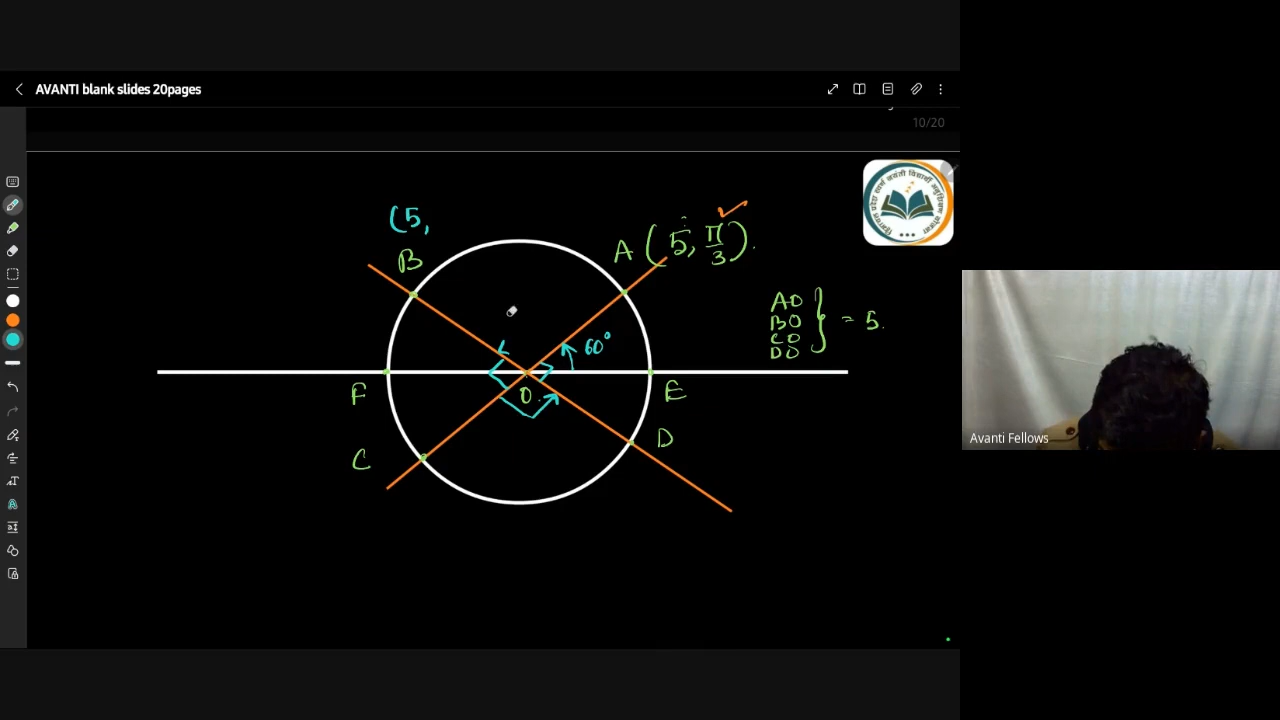 AVANTI blank slides 20pages
10/20
(5,
B
A (5, π/3).
60°
AO
BO
CO
DO
} = 5.
F
O.
E
D
C
Avanti Fellows